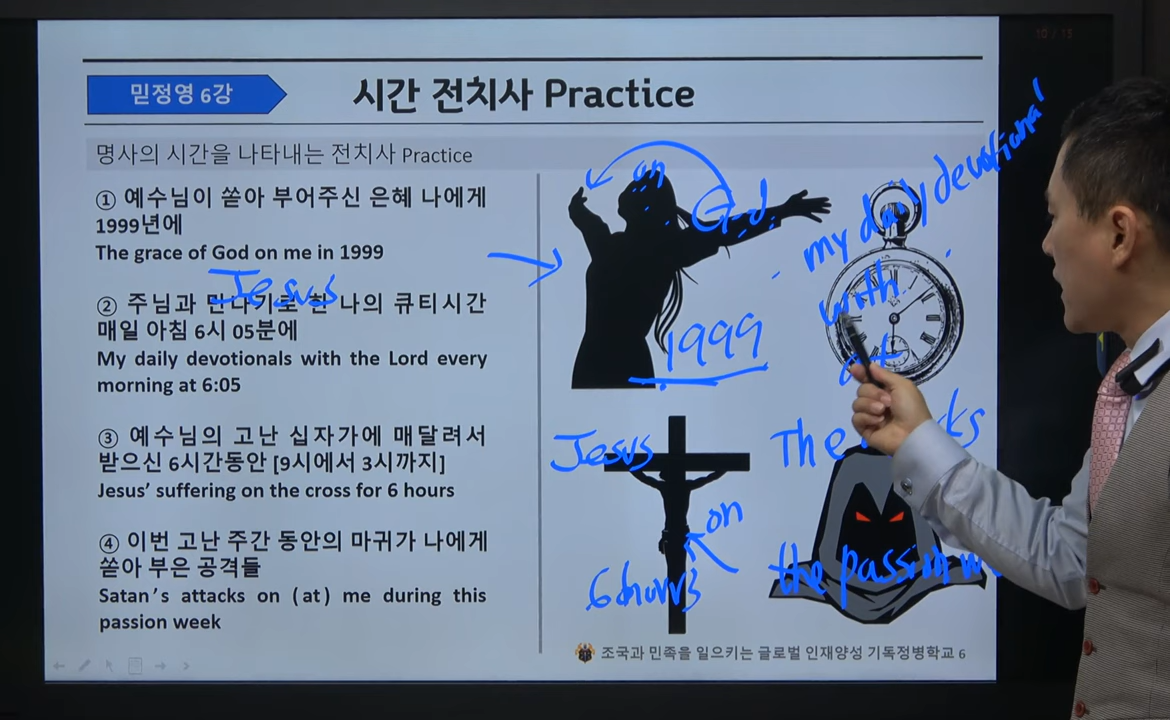 10 / 15
믿정영 6강
시간 전치사 Practice
명사의 시간을 나타내는 전치사 Practice
① 예수님이 쏟아 부어주신 은혜 나에게
1999년에
The grace of God on me in 1999
Jesus
② 주님과 만나기로 한 나의 큐티시간
매일 아침 6시 05분에
My daily devotionals with the Lord every
morning at 6:05
③ 예수님의 고난 십자가에 매달려서
받으신 6시간동안 [9시에서 3시까지]
Jesus' suffering on the cross for 6 hours
④ 이번 고난 주간 동안의 마귀가 나에게
쏟아 부은 공격들
Satan's attacks on (at) me during this
passion week
on
God
1999
my daily devotional
with
at
Jesus
on
6 hours
The
the passion
조국과 민족을 일으키는 글로벌 인재양성 기독정병학교 6